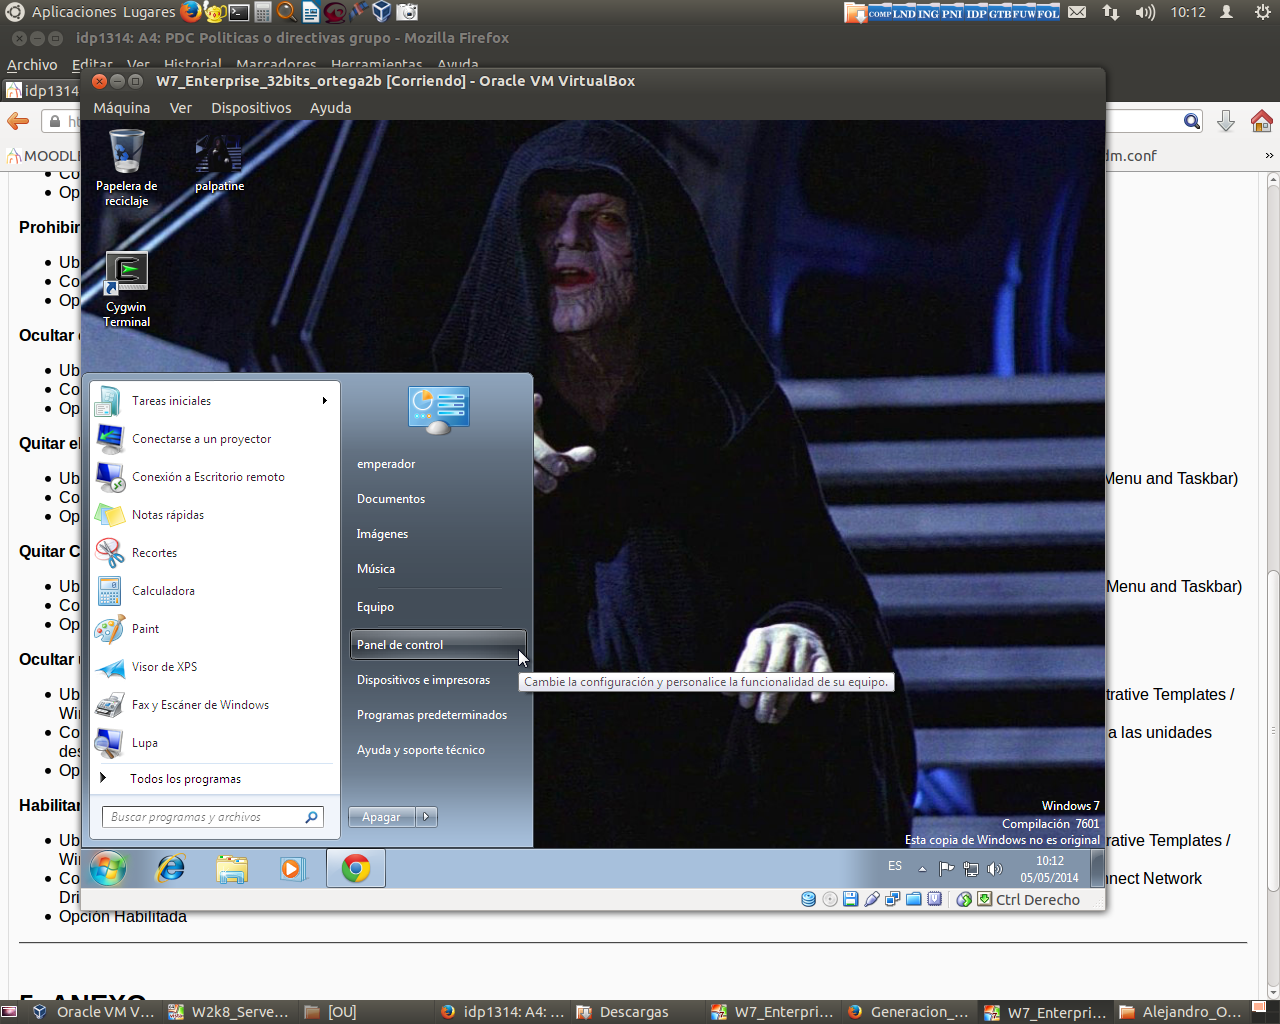 Aplicaciones Lugares
COMP LND ING PNI IDP GTB FUW FOL
10:12
idp1314: A4: PDC Politicas o directivas grupo - Mozilla Firefox
Archivo Editar Ver Historial Marcadores Herramientas Ayuda
idp1314
W7_Enterprise_32bits_ortega2b [Corriendo] - Oracle VM VirtualBox
Máquina Ver Dispositivos Ayuda
MOODLE
dm.conf
»
Papelera de
reciclaje
palpatine
Cygwin
Terminal
Co
Op
Prohibir
Ub
Co
Op
Ocultar
Ub
Co
Op
Quitar el
Ub
Menu and Taskbar)
Co
Op
Quitar C
Ub
Menu and Taskbar)
Co
Op
Ocultar
Ub
trative Templates /
Win
Co
a las unidades
des
Op
Habilitar
Ub
trative Templates /
Win
Co
nnect Network
Dri
Opción Habilitada
Tareas iniciales
Conectarse a un proyector
Conexión a Escritorio remoto
Notas rápidas
Recortes
Calculadora
Paint
Visor de XPS
Fax y Escáner de Windows
Lupa
Todos los programas
Buscar programas y archivos
emperador
Documentos
Imágenes
Música
Equipo
Panel de control
Dispositivos e impresoras
Programas predeterminados
Ayuda y soporte técnico
Apagar
Cambie la configuración y personalice la funcionalidad de su equipo.
Windows 7
Compilación 7601
Esta copia de Windows no es original
ES
10:12
05/05/2014
Ctrl Derecho
5. ANEXO
Oracle VM V...
W2k8_Serve...
[OU]
idp1314: A4: ...
Descargas
W7_Enterpri...
Generacion_...
W7_Enterpri...
Alejandro_O...